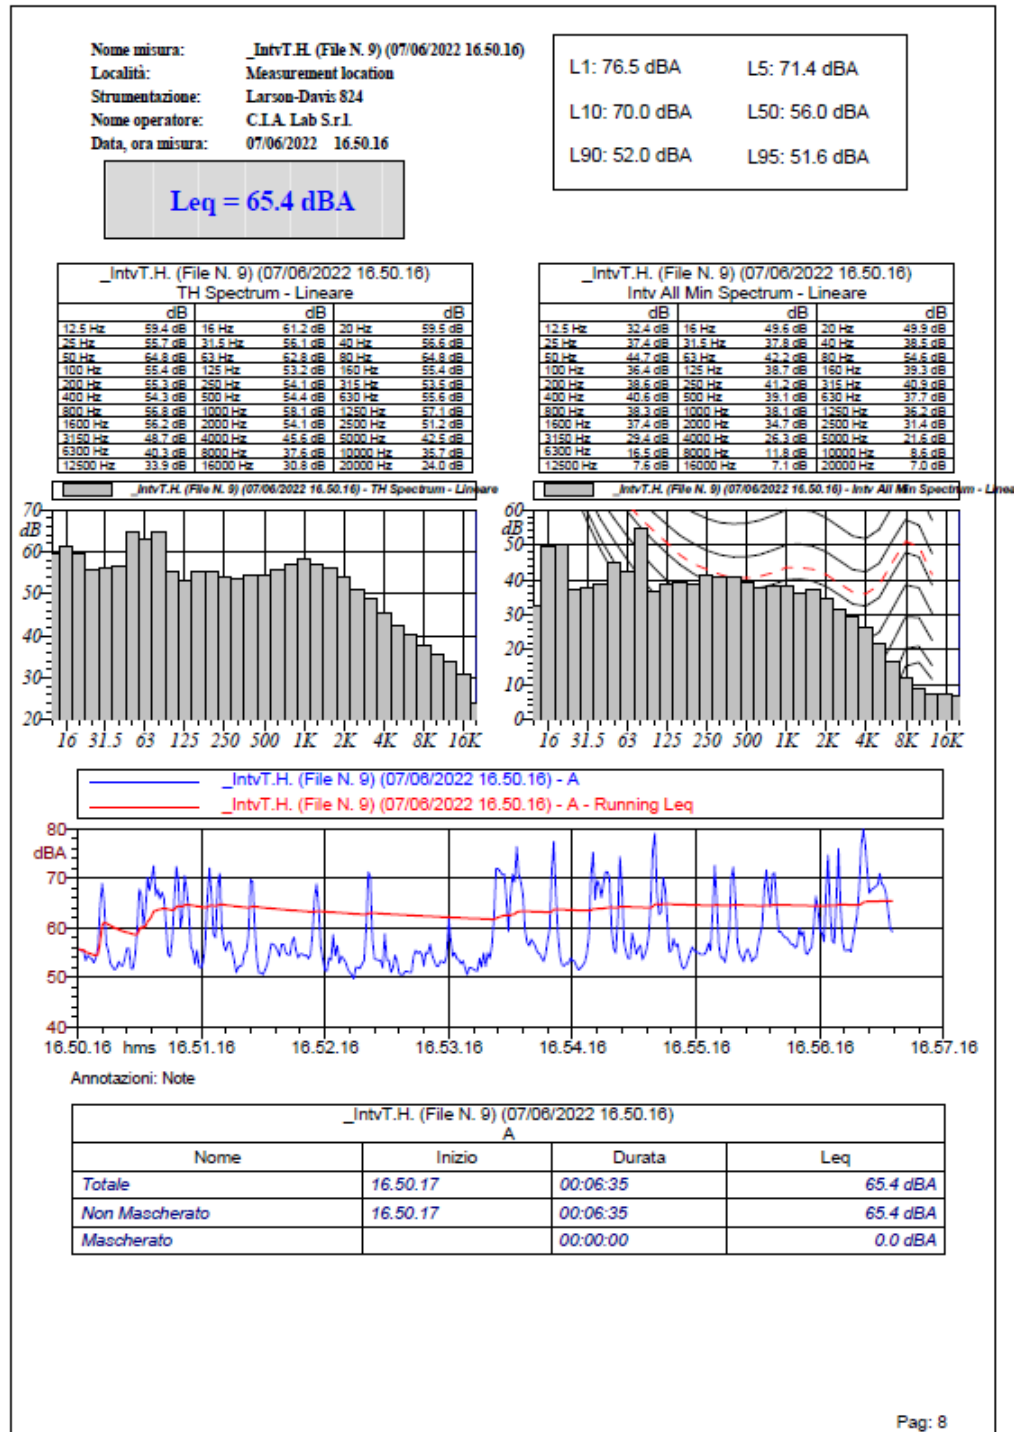 Nome misura: _IntvT.H. (File N. 9) (07/06/2022 16.50.16)
Località: Measurement location
Strumentazione: Larson-Davis 824
Nome operatore: C.I.A. Lab S.r.l.
Data, ora misura: 07/06/2022 16.50.16
Leq = 65.4 dBA
L1: 76.5 dBA L5: 71.4 dBA
L10: 70.0 dBA L50: 56.0 dBA
L90: 52.0 dBA L95: 51.6 dBA
_IntvT.H. (File N. 9) (07/06/2022 16.50.16)
TH Spectrum - Lineare
dB dB dB
12.5 Hz 59.4 dB 16 Hz 61.2 dB 20 Hz 59.5 dB
25 Hz 55.7 dB 31.5 Hz 56.1 dB 40 Hz 56.6 dB
50 Hz 64.8 dB 63 Hz 62.8 dB 80 Hz 64.8 dB
100 Hz 55.4 dB 125 Hz 53.2 dB 160 Hz 55.4 dB
200 Hz 55.3 dB 250 Hz 54.1 dB 315 Hz 53.5 dB
400 Hz 54.3 dB 500 Hz 54.4 dB 630 Hz 55.6 dB
800 Hz 56.8 dB 1000 Hz 58.1 dB 1250 Hz 57.1 dB
1600 Hz 56.2 dB 2000 Hz 54.1 dB 2500 Hz 51.2 dB
3150 Hz 48.7 dB 4000 Hz 45.6 dB 5000 Hz 42.5 dB
6300 Hz 40.3 dB 8000 Hz 37.6 dB 10000 Hz 35.7 dB
12500 Hz 33.9 dB 16000 Hz 30.8 dB 20000 Hz 24.0 dB
_IntvT.H. (File N. 9) (07/06/2022 16.50.16)
Intv All Min Spectrum - Lineare
dB dB dB
12.5 Hz 32.4 dB 16 Hz 49.6 dB 20 Hz 49.9 dB
25 Hz 37.4 dB 31.5 Hz 37.8 dB 40 Hz 38.5 dB
50 Hz 44.7 dB 63 Hz 42.2 dB 80 Hz 54.6 dB
100 Hz 36.4 dB 125 Hz 38.7 dB 160 Hz 39.3 dB
200 Hz 38.6 dB 250 Hz 41.2 dB 315 Hz 40.9 dB
400 Hz 40.6 dB 500 Hz 39.1 dB 630 Hz 37.7 dB
800 Hz 38.3 dB 1000 Hz 38.1 dB 1250 Hz 36.2 dB
1600 Hz 37.4 dB 2000 Hz 34.7 dB 2500 Hz 31.4 dB
3150 Hz 29.4 dB 4000 Hz 26.3 dB 5000 Hz 21.6 dB
6300 Hz 16.5 dB 8000 Hz 11.8 dB 10000 Hz 8.6 dB
12500 Hz 7.6 dB 16000 Hz 7.1 dB 20000 Hz 7.0 dB
_IntvT.H. (File N. 9) (07/06/2022 16.50.16) - TH Spectrum - Lineare
70
dB
60
50
40
30
20
16 31.5 63 125 250 500 1K 2K 4K 8K 16K
_IntvT.H. (File N. 9) (07/06/2022 16.50.16) - Intv All Min Spectrum - Linea
60
dB
50
40
30
20
10
0
16 31.5 63 125 250 500 1K 2K 4K 8K 16K
_IntvT.H. (File N. 9) (07/06/2022 16.50.16) - A
_IntvT.H. (File N. 9) (07/06/2022 16.50.16) - A - Running Leq
80
dBA
70
60
50
40
16.50.16 hms 16.51.16 16.52.16 16.53.16 16.54.16 16.55.16 16.56.16 16.57.16
Annotazioni: Note
_IntvT.H. (File N. 9) (07/06/2022 16.50.16)
A
Nome Inizio Durata Leq
Totale 16.50.17 00:06:35 65.4 dBA
Non Mascherato 16.50.17 00:06:35 65.4 dBA
Mascherato 00:00:00 0.0 dBA
Pag: 8